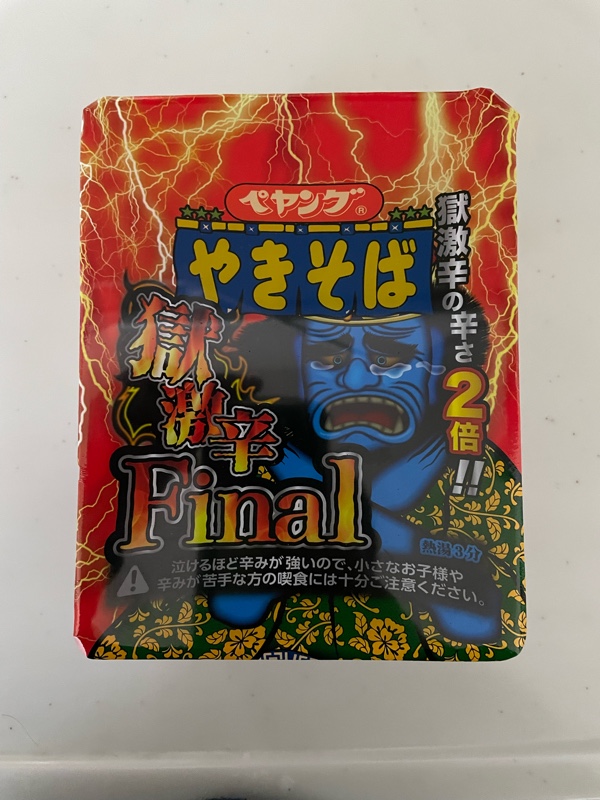 ペヤング®
やきそば
獄激辛の辛さ2倍!!
獄激辛
Final
熱湯3分
泣けるほど辛みが強いので、小さなお子様や
辛みが苦手な方の喫食には十分ご注意ください。